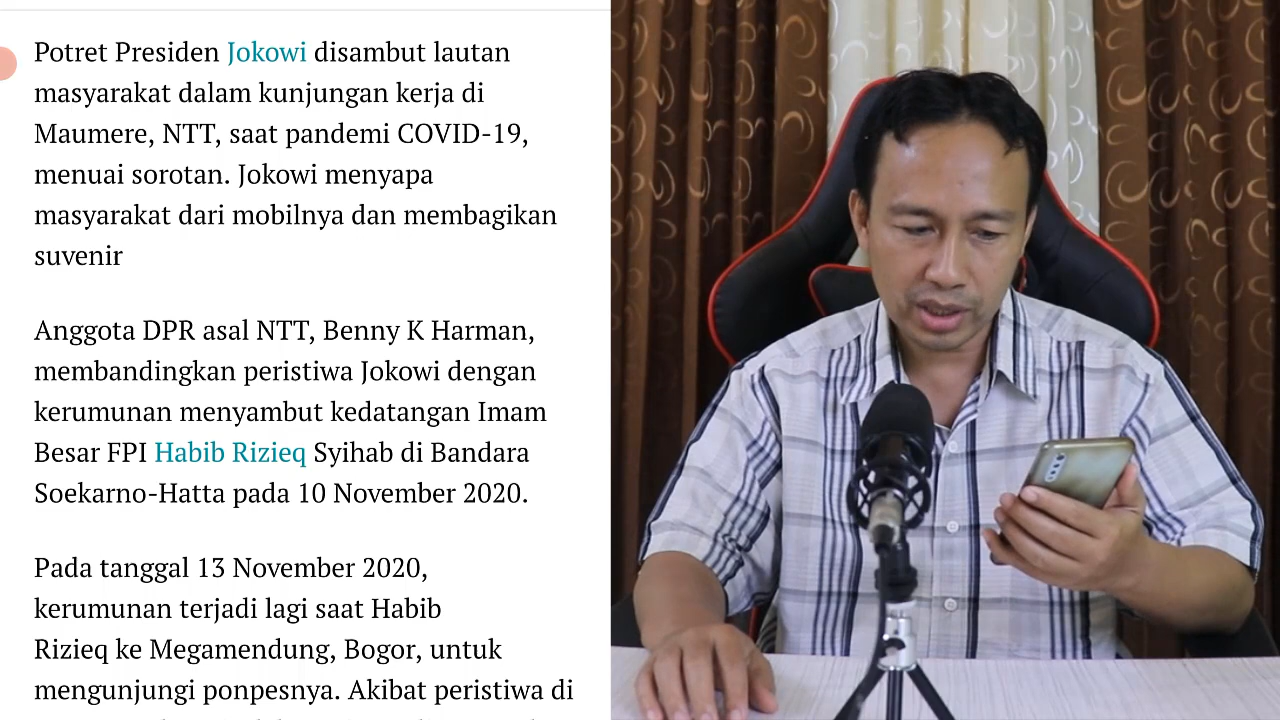 Potret Presiden Jokowi disambut lautan
masyarakat dalam kunjungan kerja di
Maumere, NTT, saat pandemi COVID-19,
menuai sorotan. Jokowi menyapa
masyarakat dari mobilnya dan membagikan
suvenir
Anggota DPR asal NTT, Benny K Harman,
membandingkan peristiwa Jokowi dengan
kerumunan menyambut kedatangan Imam
Besar FPI Habib Rizieq Syihab di Bandara
Soekarno-Hatta pada 10 November 2020.
Pada tanggal 13 November 2020,
kerumunan terjadi lagi saat Habib
Rizieq ke Megamendung, Bogor, untuk
mengunjungi ponpesnya. Akibat peristiwa di